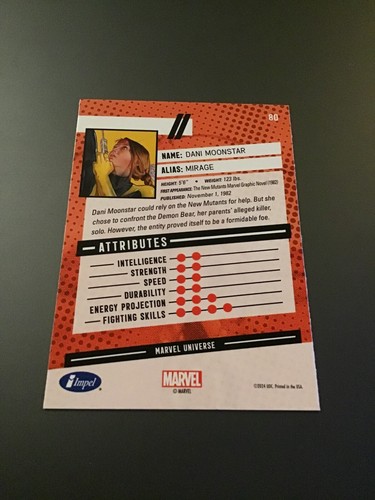 80
NAME: DANI MOONSTAR
ALIAS: MIRAGE
HEIGHT: 5'6" • WEIGHT: 123 lbs.
FIRST APPEARANCE: The New Mutants Marvel Graphic Novel (1982)
PUBLISHED: November 1, 1982
Dani Moonstar could rely on the New Mutants for help. But she
chose to confront the Demon Bear, her parents' alleged killer,
solo. However, the entity proved itself to be a formidable foe.
ATTRIBUTES
INTELLIGENCE
STRENGTH
SPEED
DURABILITY
ENERGY PROJECTION
FIGHTING SKILLS
MARVEL UNIVERSE
i Impel
MARVEL
© MARVEL
©2024 UDC. Printed in the USA.